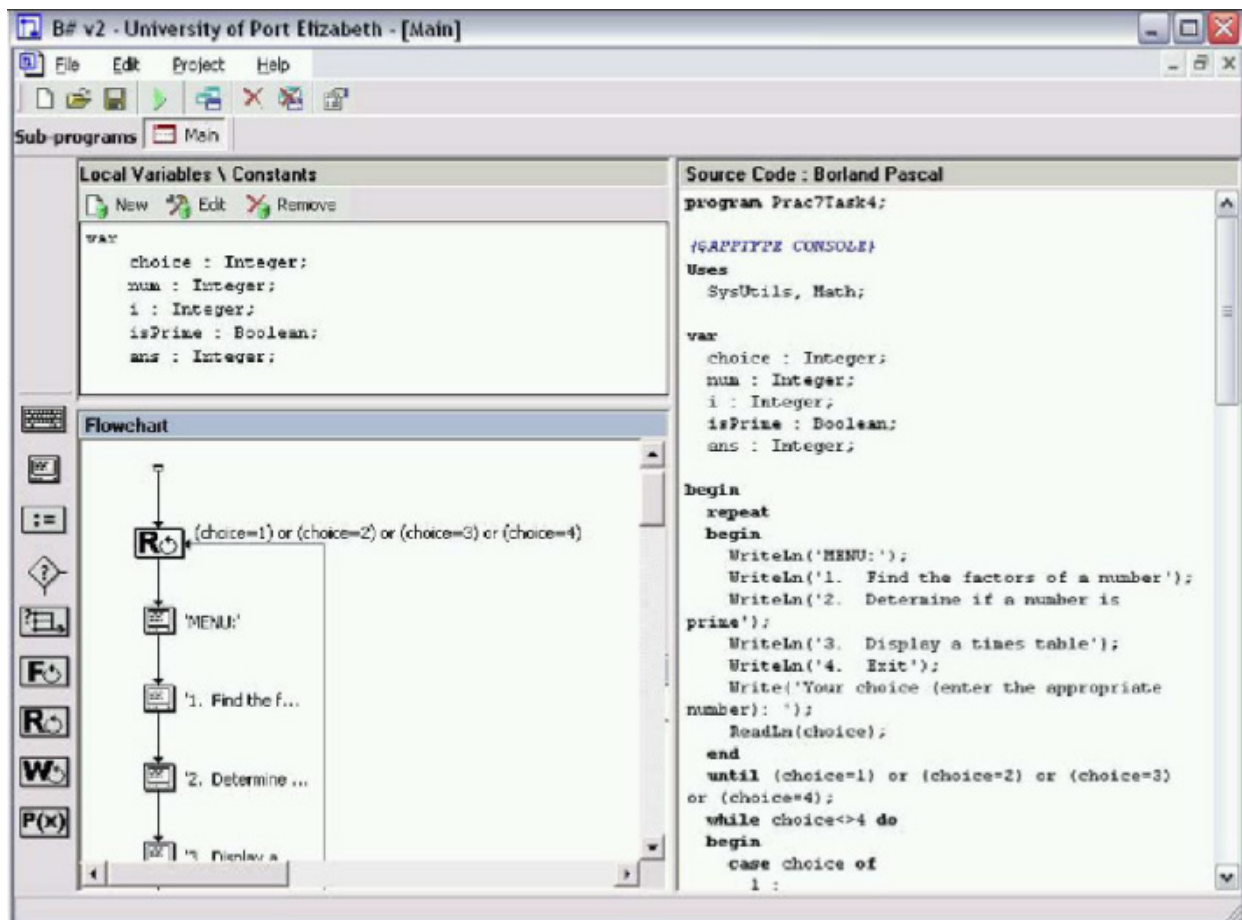 B# v2 - University of Port Elizabeth - [Main]
File Edit Project Help
Sub-programs Main
Local Variables \ Constants
New Edit Remove
var
choice : Integer;
num : Integer;
i : Integer;
isPrime : Boolean;
ans : Integer;
:=
?
?
F
R
W
P(x)
Flowchart
R (choice=1) or (choice=2) or (choice=3) or (choice=4)
'MENU:'
'1. Find the f...
'2. Determine ...
'3. Display a
Source Code : Borland Pascal
program Prac7Task4;
{$APPTYPE CONSOLE}
Uses
SysUtils, Math;
var
choice : Integer;
num : Integer;
i : Integer;
isPrime : Boolean;
ans : Integer;
begin
repeat
begin
WriteLn('MENU:');
WriteLn('1.  Find the factors of a number');
WriteLn('2.  Determine if a number is
prime');
WriteLn('3.  Display a times table');
WriteLn('4.  Exit');
Write('Your choice (enter the appropriate
number): ');
ReadLn(choice);
end
until (choice=1) or (choice=2) or (choice=3)
or (choice=4);
while choice<>4 do
begin
case choice of
1 :